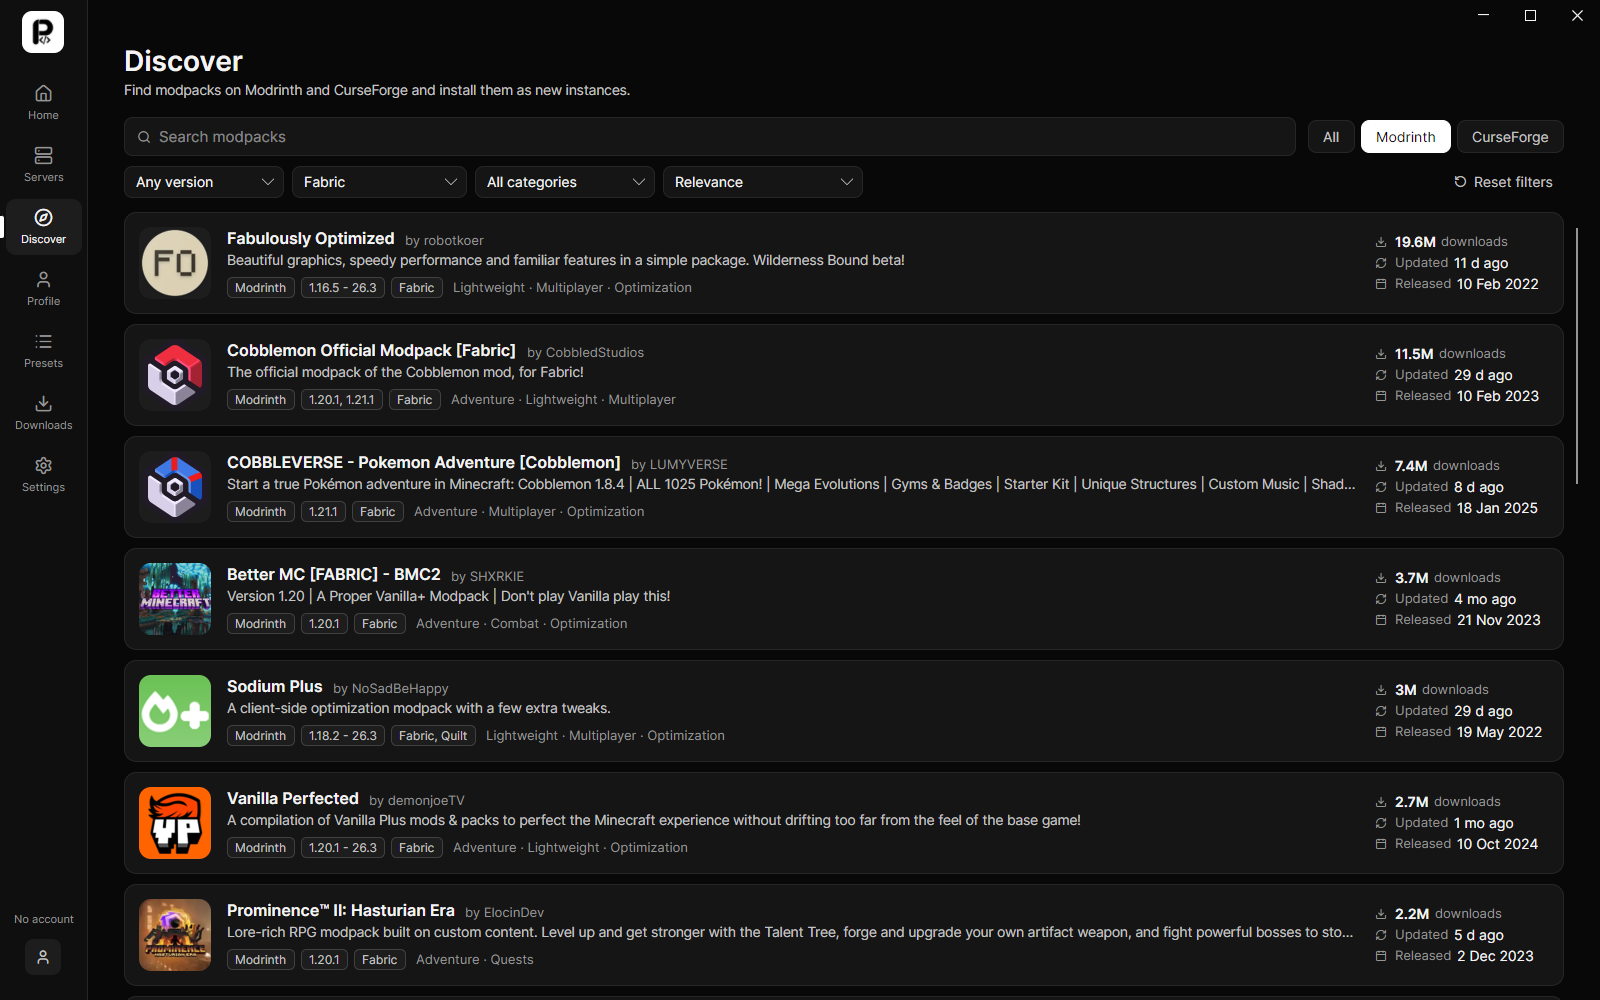 Discover
Find modpacks on Modrinth and CurseForge and install them as new instances.
Search modpacks
All
Modrinth
CurseForge
Any version
Fabric
All categories
Relevance
Reset filters
Home
Servers
Discover
Profile
Presets
Downloads
Settings
No account
FO
Fabulously Optimized by robotkoer
Beautiful graphics, speedy performance and familiar features in a simple package. Wilderness Bound beta!
Modrinth 1.16.5 - 26.3 Fabric Lightweight · Multiplayer · Optimization
19.6M downloads
Updated 11 d ago
Released 10 Feb 2022
Cobblemon Official Modpack [Fabric] by CobbledStudios
The official modpack of the Cobblemon mod, for Fabric!
Modrinth 1.20.1, 1.21.1 Fabric Adventure · Lightweight · Multiplayer
11.5M downloads
Updated 29 d ago
Released 10 Feb 2023
COBBLEVERSE - Pokemon Adventure [Cobblemon] by LUMYVERSE
Start a true Pokémon adventure in Minecraft: Cobblemon 1.8.4 | ALL 1025 Pokémon! | Mega Evolutions | Gyms & Badges | Starter Kit | Unique Structures | Custom Music | Shad...
Modrinth 1.21.1 Fabric Adventure · Multiplayer · Optimization
7.4M downloads
Updated 8 d ago
Released 18 Jan 2025
BETTER
MINECRAFT
Better MC [FABRIC] - BMC2 by SHXRKIE
Version 1.20 | A Proper Vanilla+ Modpack | Don't play Vanilla play this!
Modrinth 1.20.1 Fabric Adventure · Combat · Optimization
3.7M downloads
Updated 4 mo ago
Released 21 Nov 2023
Sodium Plus by NoSadBeHappy
A client-side optimization modpack with a few extra tweaks.
Modrinth 1.18.2 - 26.3 Fabric, Quilt Lightweight · Multiplayer · Optimization
3M downloads
Updated 29 d ago
Released 19 May 2022
VP
Vanilla Perfected by demonjoeTV
A compilation of Vanilla Plus mods & packs to perfect the Minecraft experience without drifting too far from the feel of the base game!
Modrinth 1.20.1 - 26.3 Fabric Adventure · Lightweight · Optimization
2.7M downloads
Updated 1 mo ago
Released 10 Oct 2024
PROMINENCE
HASTURIAN ERA
Prominence™ II: Hasturian Era by ElocinDev
Lore-rich RPG modpack built on custom content. Level up and get stronger with the Talent Tree, forge and upgrade your own artifact weapon, and fight powerful bosses to sto...
Modrinth 1.20.1 Fabric Adventure · Quests
2.2M downloads
Updated 5 d ago
Released 2 Dec 2023